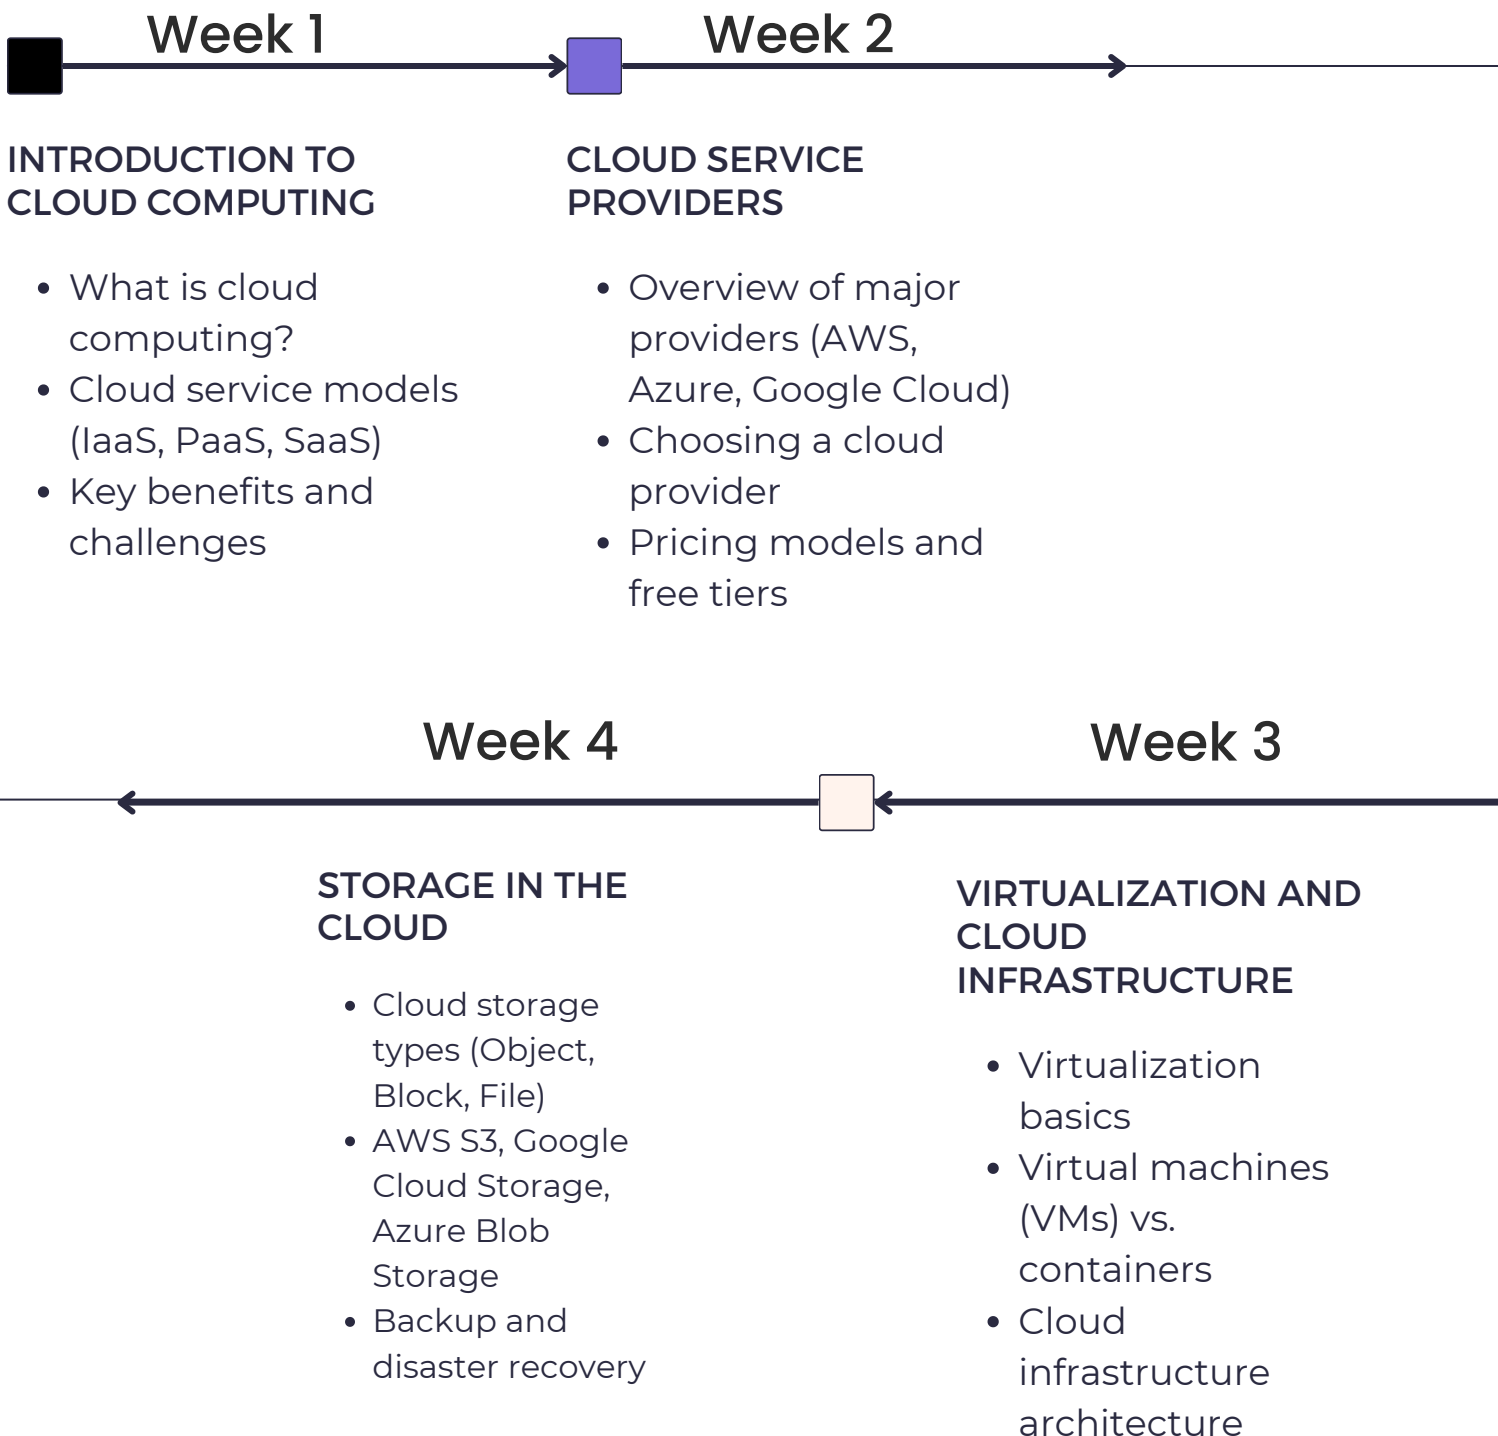 Week 1
INTRODUCTION TO
CLOUD COMPUTING
• What is cloud
computing?
• Cloud service models
(IaaS, PaaS, SaaS)
• Key benefits and
challenges
Week 2
CLOUD SERVICE
PROVIDERS
• Overview of major
providers (AWS,
Azure, Google Cloud)
• Choosing a cloud
provider
• Pricing models and
free tiers
Week 3
VIRTUALIZATION AND
CLOUD
INFRASTRUCTURE
• Virtualization
basics
• Virtual machines
(VMs) vs.
containers
• Cloud
infrastructure
architecture
Week 4
STORAGE IN THE
CLOUD
• Cloud storage
types (Object,
Block, File)
• AWS S3, Google
Cloud Storage,
Azure Blob
Storage
• Backup and
disaster recovery